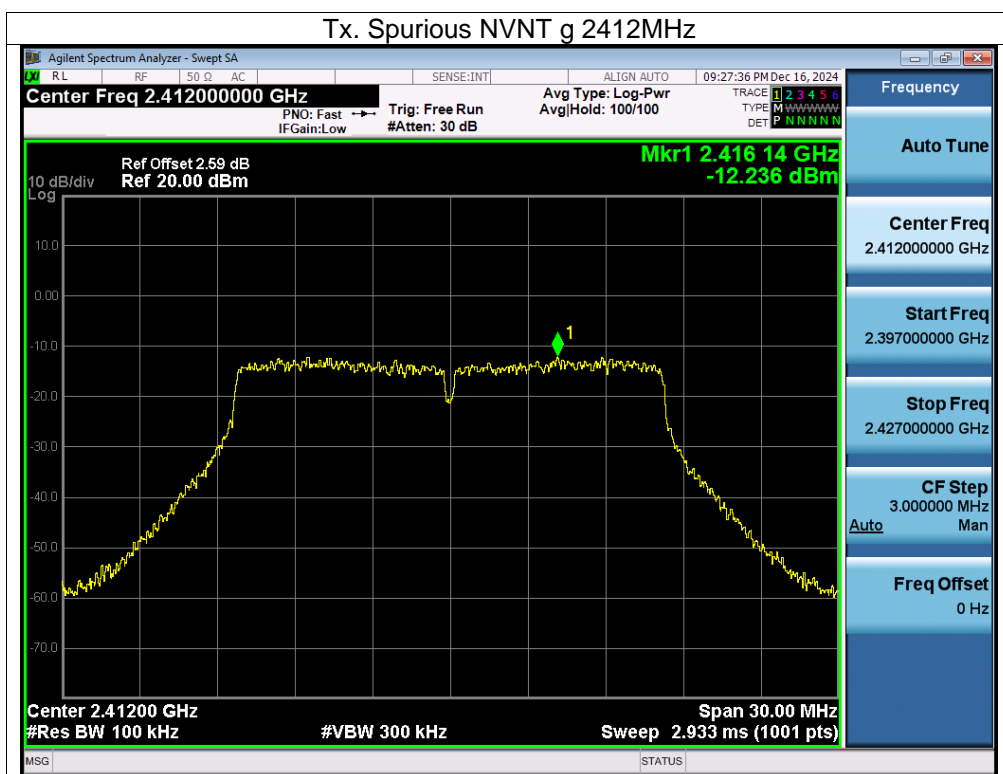 Tx. Spurious NVNT g 2412MHz
Agilent Spectrum Analyzer - Swept SA
LXI RL RF 50 Ω AC SENSE:INT ALIGN AUTO 09:27:36 PM Dec 16, 2024
Center Freq 2.412000000 GHz
PNO: Fast
IFGain:Low
Trig: Free Run
#Atten: 30 dB
Avg Type: Log-Pwr
Avg|Hold: 100/100
TRACE 1 2 3 4 5 6
TYPE M WWWWW
DET P N N N N N
Frequency
Auto Tune
Mkr1 2.416 14 GHz
-12.236 dBm
Ref Offset 2.59 dB
10 dB/div Ref 20.00 dBm
Log
10.0
0.00
-10.0
-20.0
-30.0
-40.0
-50.0
-60.0
-70.0
1
Center Freq
2.412000000 GHz
Start Freq
2.397000000 GHz
Stop Freq
2.427000000 GHz
CF Step
3.000000 MHz
Auto Man
Freq Offset
0 Hz
Center 2.41200 GHz Span 30.00 MHz
#Res BW 100 kHz #VBW 300 kHz Sweep 2.933 ms (1001 pts)
MSG STATUS